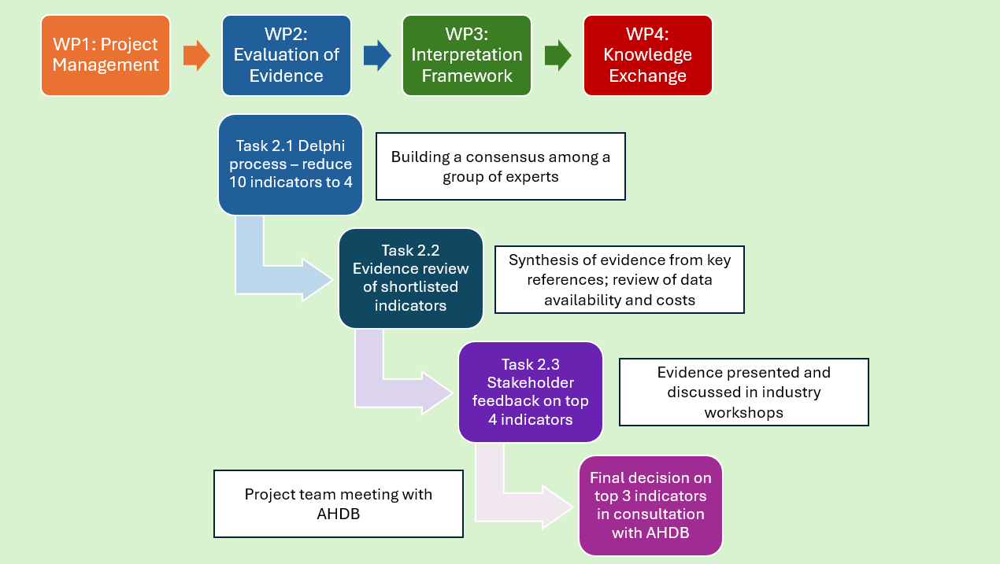 WP1: Project
Management
WP2:
Evaluation of
Evidence
WP3:
Interpretation
Framework
WP4:
Knowledge
Exchange
Task 2.1 Delphi
process – reduce
10 indicators to 4
Building a consensus among a
group of experts
Task 2.2
Evidence review
of shortlisted
indicators
Synthesis of evidence from key
references; review of data
availability and costs
Task 2.3
Stakeholder
feedback on top
4 indicators
Evidence presented and
discussed in industry
workshops
Project team meeting with
AHDB
Final decision on
top 3 indicators
in consultation
with AHDB